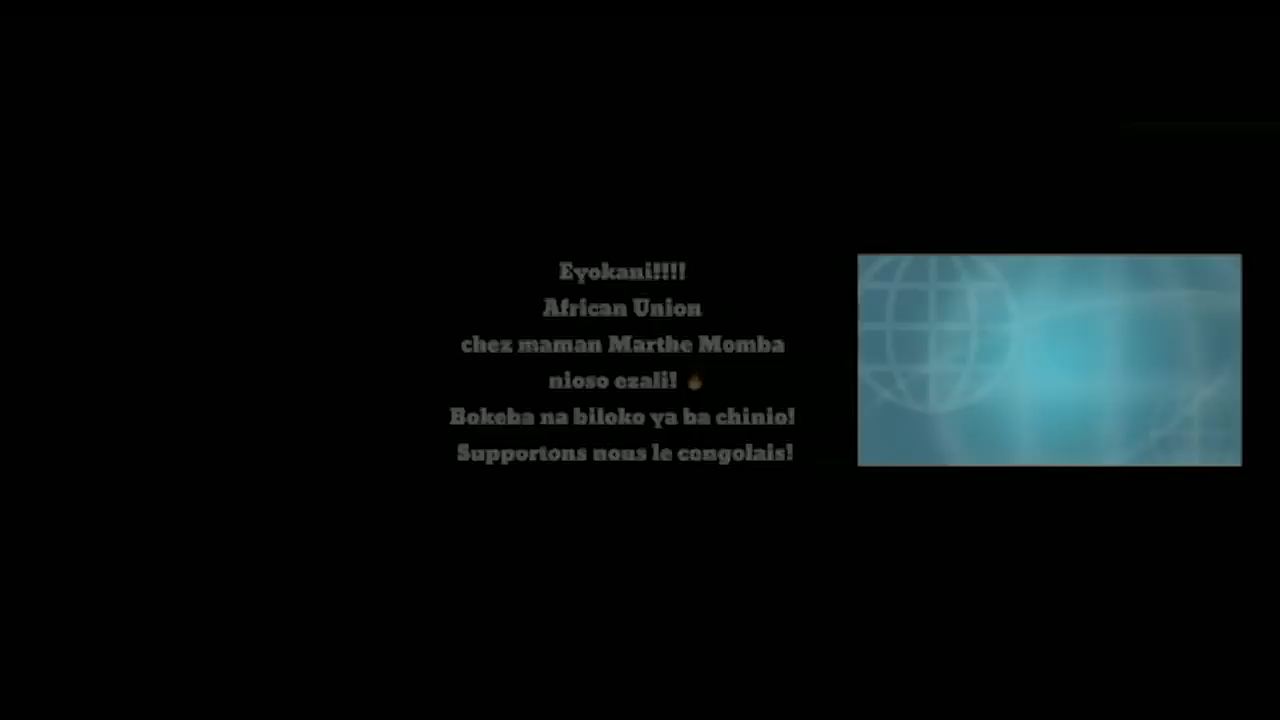 Eyokani!!!!
African Union
chez maman Marthe Momba
nioso ezali! 🔥
Bokeba na biloko ya ba chinio!
Supportons nous le congolais!